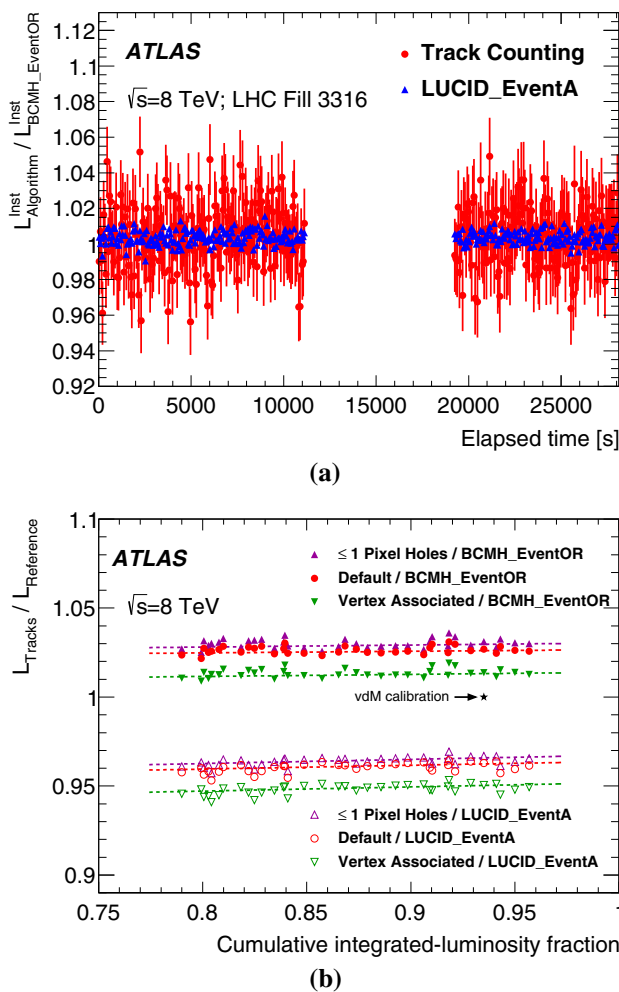 1.12
1.1
1.08
1.06
1.04
1.02
1
0.98
0.96
0.94
0.92
L^Inst_Algorithm / L^Inst_BCMH_EventOR
ATLAS
√s=8 TeV; LHC Fill 3316
Track Counting
LUCID_EventA
0 5000 10000 15000 20000 25000
Elapsed time [s]
(a)
1.1
1.05
1
0.95
0.9
L_Tracks / L_Reference
ATLAS
√s=8 TeV
≤ 1 Pixel Holes / BCMH_EventOR
Default / BCMH_EventOR
Vertex Associated / BCMH_EventOR
vdM calibration
≤ 1 Pixel Holes / LUCID_EventA
Default / LUCID_EventA
Vertex Associated / LUCID_EventA
0.75 0.8 0.85 0.9 0.95
Cumulative integrated-luminosity fraction
(b)